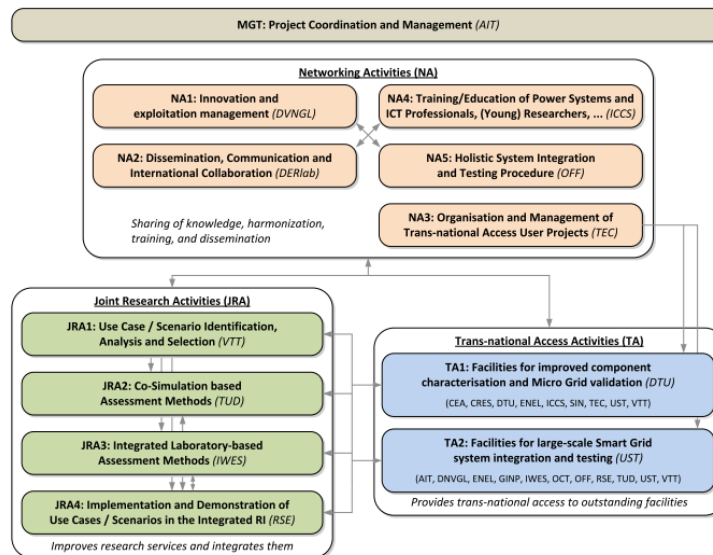 MGT: Project Coordination and Management (AIT)
Networking Activities (NA)
NA1: Innovation and
exploitation management (DVNGL)
NA4: Training/Education of Power Systems and
ICT Professionals, (Young) Researchers, ... (ICCS)
NA2: Dissemination, Communication and
International Collaboration (DERlab)
NA5: Holistic System Integration
and Testing Procedure (OFF)
Sharing of knowledge, harmonization,
training, and dissemination
NA3: Organisation and Management of
Trans-national Access User Projects (TEC)
Joint Research Activities (JRA)
JRA1: Use Case / Scenario Identification,
Analysis and Selection (VTT)
JRA2: Co-Simulation based
Assessment Methods (TUD)
JRA3: Integrated Laboratory-based
Assessment Methods (IWES)
JRA4: Implementation and Demonstration of
Use Cases / Scenarios in the Integrated RI (RSE)
Improves research services and integrates them
Trans-national Access Activities (TA)
TA1: Facilities for improved component
characterisation and Micro Grid validation (DTU)
(CEA, CRES, DTU, ENEL, ICCS, SIN, TEC, UST, VTT)
TA2: Facilities for large-scale Smart Grid
system integration and testing (UST)
(AIT, DNVGL, ENEL, GINP, IWES, OCT, OFF, RSE, TUD, UST, VTT)
Provides trans-national access to outstanding facilities